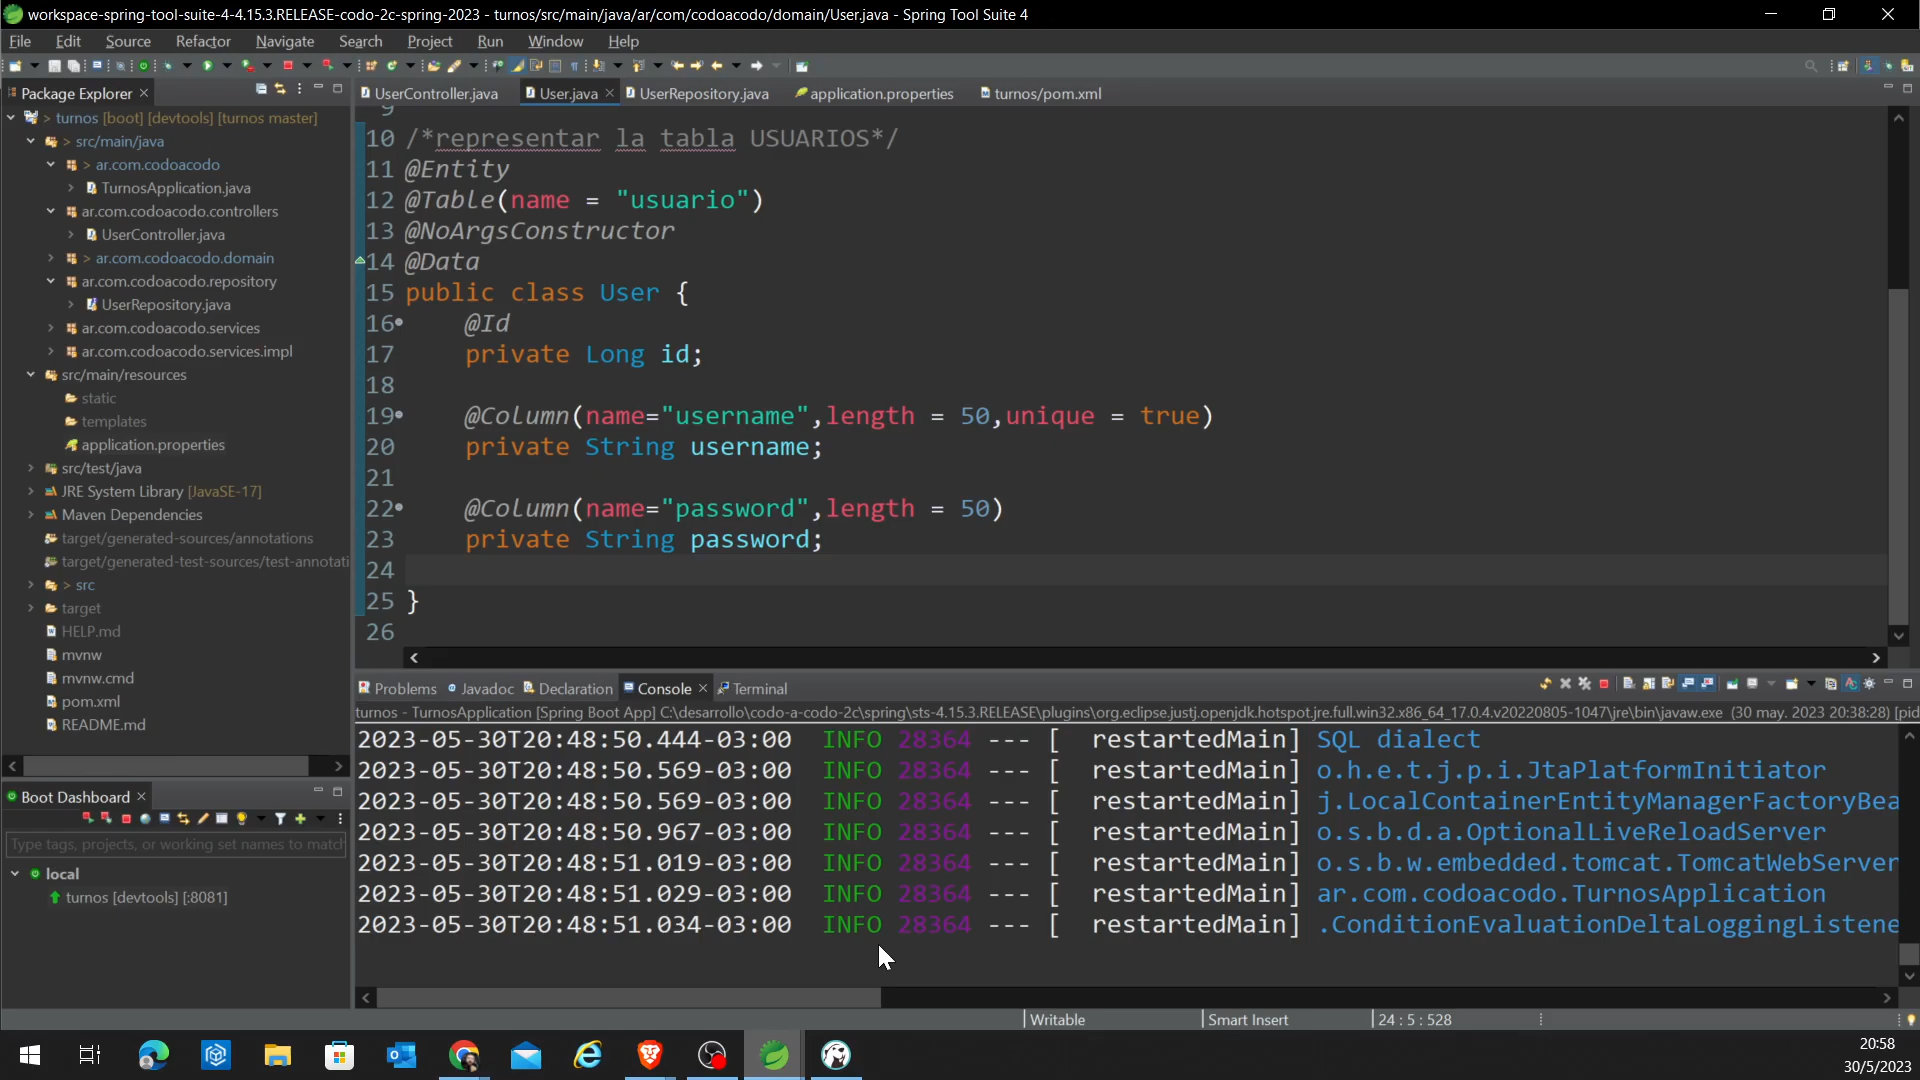 workspace-spring-tool-suite-4-4.15.3.RELEASE-codo-2c-spring-2023 - turnos/src/main/java/ar/com/codoacodo/domain/User.java - Spring Tool Suite 4
File Edit Source Refactor Navigate Search Project Run Window Help
Package Explorer
UserController.java User.java UserRepository.java application.properties turnos/pom.xml
> turnos [boot] [devtools] [turnos master]
> src/main/java
> ar.com.codoacodo
TurnosApplication.java
ar.com.codoacodo.controllers
UserController.java
> ar.com.codoacodo.domain
ar.com.codoacodo.repository
UserRepository.java
ar.com.codoacodo.services
ar.com.codoacodo.services.impl
src/main/resources
static
templates
application.properties
src/test/java
JRE System Library [JavaSE-17]
Maven Dependencies
target/generated-sources/annotations
target/generated-test-sources/test-annotati
> src
target
HELP.md
mvnw
mvnw.cmd
pom.xml
README.md
9
10 /*representar la tabla USUARIOS*/
11 @Entity
12 @Table(name = "usuario")
13 @NoArgsConstructor
14 @Data
15 public class User {
16 @Id
17 private Long id;
18
19 @Column(name="username",length = 50,unique = true)
20 private String username;
21
22 @Column(name="password",length = 50)
23 private String password;
24
25 }
26
Problems Javadoc Declaration Console Terminal
turnos - TurnosApplication [Spring Boot App] C:\desarrollo\codo-a-codo-2c\spring\sts-4.15.3.RELEASE\plugins\org.eclipse.justj.openjdk.hotspot.jre.full.win32.x86_64_17.0.4.v20220805-1047\jre\bin\javaw.exe (30 may. 2023 20:38:28) [pid
2023-05-30T20:48:50.444-03:00 INFO 28364 --- [ restartedMain] SQL dialect
2023-05-30T20:48:50.569-03:00 INFO 28364 --- [ restartedMain] o.h.e.t.j.p.i.JtaPlatformInitiator
2023-05-30T20:48:50.569-03:00 INFO 28364 --- [ restartedMain] j.LocalContainerEntityManagerFactoryBea
2023-05-30T20:48:50.967-03:00 INFO 28364 --- [ restartedMain] o.s.b.d.a.OptionalLiveReloadServer
2023-05-30T20:48:51.019-03:00 INFO 28364 --- [ restartedMain] o.s.b.w.embedded.tomcat.TomcatWebServer
2023-05-30T20:48:51.029-03:00 INFO 28364 --- [ restartedMain] ar.com.codoacodo.TurnosApplication
2023-05-30T20:48:51.034-03:00 INFO 28364 --- [ restartedMain] .ConditionEvaluationDeltaLoggingListene
Boot Dashboard
Type tags, projects, or working set names to match
local
turnos [devtools] [:8081]
Writable Smart Insert 24 : 5 : 528
20:58
30/5/2023